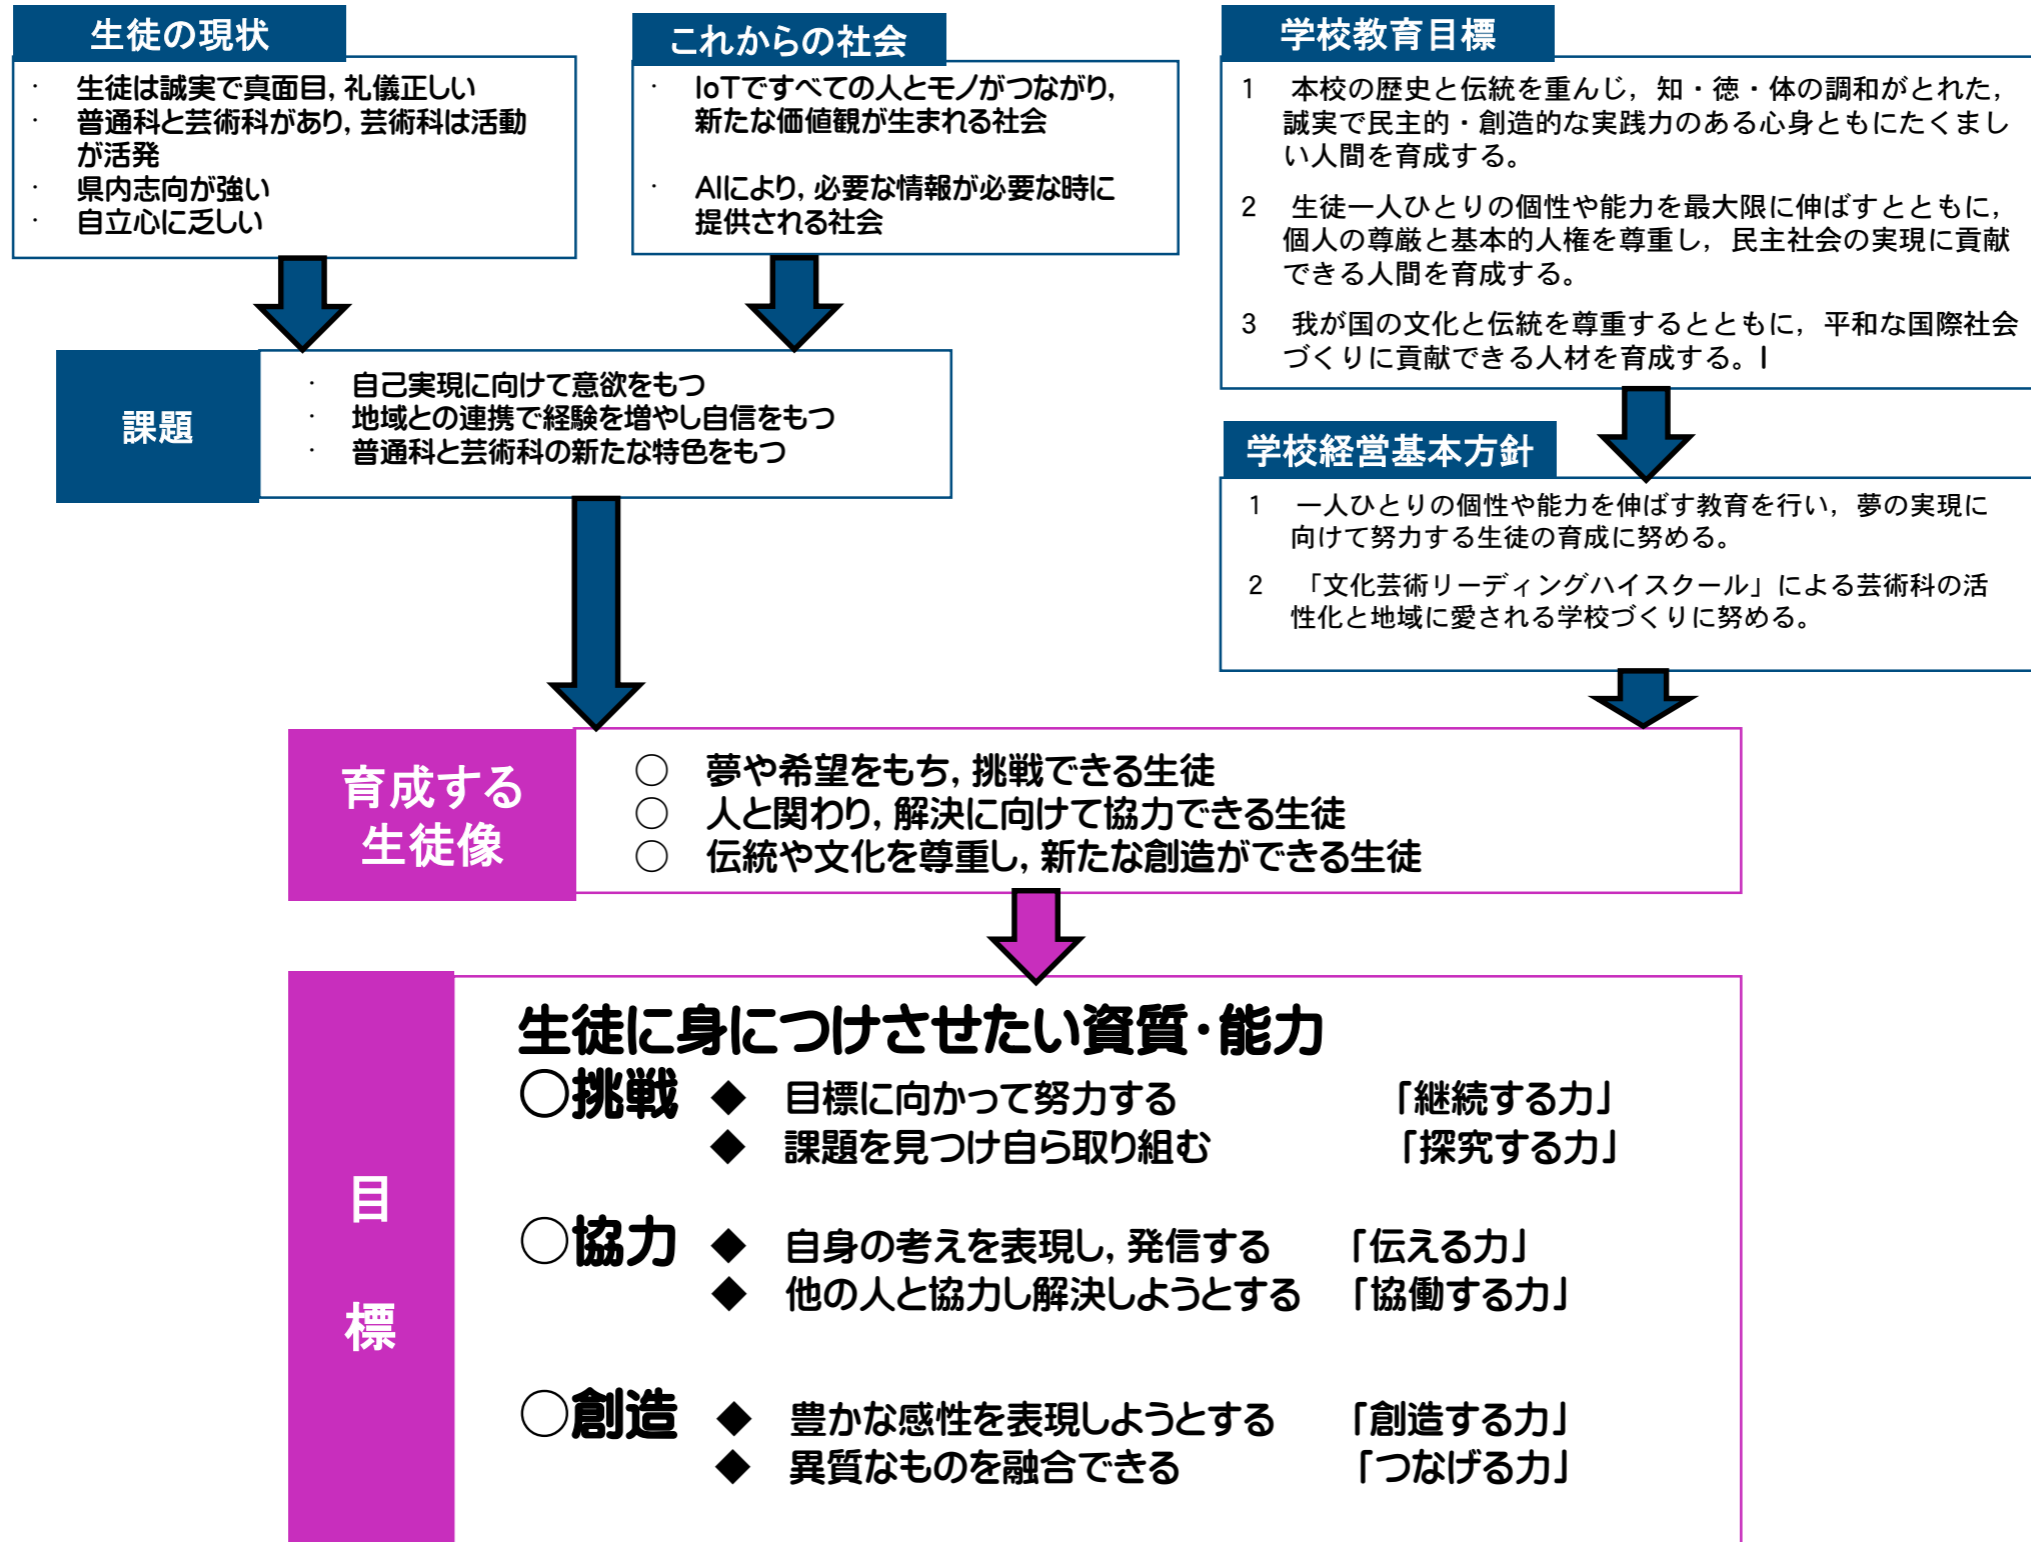 生徒の現状
・ 生徒は誠実で真面目，礼儀正しい
・ 普通科と芸術科があり，芸術科は活動
が活発
・ 県内志向が強い
・ 自立心に乏しい
これからの社会
・ IoTですべての人とモノがつながり，
新たな価値観が生まれる社会
・ AIにより，必要な情報が必要な時に
提供される社会
学校教育目標
1 本校の歴史と伝統を重んじ，知・徳・体の調和がとれた，
誠実で民主的・創造的な実践力のある心身ともにたくまし
い人間を育成する。
2 生徒一人ひとりの個性や能力を最大限に伸ばすとともに，
個人の尊厳と基本的人権を尊重し，民主社会の実現に貢献
できる人間を育成する。
3 我が国の文化と伝統を尊重するとともに，平和な国際社会
づくりに貢献できる人材を育成する。l
課題
・ 自己実現に向けて意欲をもつ
・ 地域との連携で経験を増やし自信をもつ
・ 普通科と芸術科の新たな特色をもつ
学校経営基本方針
1 一人ひとりの個性や能力を伸ばす教育を行い，夢の実現に
向けて努力する生徒の育成に努める。
2 「文化芸術リーディングハイスクール」による芸術科の活
性化と地域に愛される学校づくりに努める。
育成する
生徒像
○ 夢や希望をもち，挑戦できる生徒
○ 人と関わり，解決に向けて協力できる生徒
○ 伝統や文化を尊重し，新たな創造ができる生徒
目
標
生徒に身につけさせたい資質・能力
○挑戦 ◆ 目標に向かって努力する 「継続する力」
◆ 課題を見つけ自ら取り組む 「探究する力」
○協力 ◆ 自身の考えを表現し，発信する 「伝える力」
◆ 他の人と協力し解決しようとする 「協働する力」
○創造 ◆ 豊かな感性を表現しようとする 「創造する力」
◆ 異質なものを融合できる 「つなげる力」